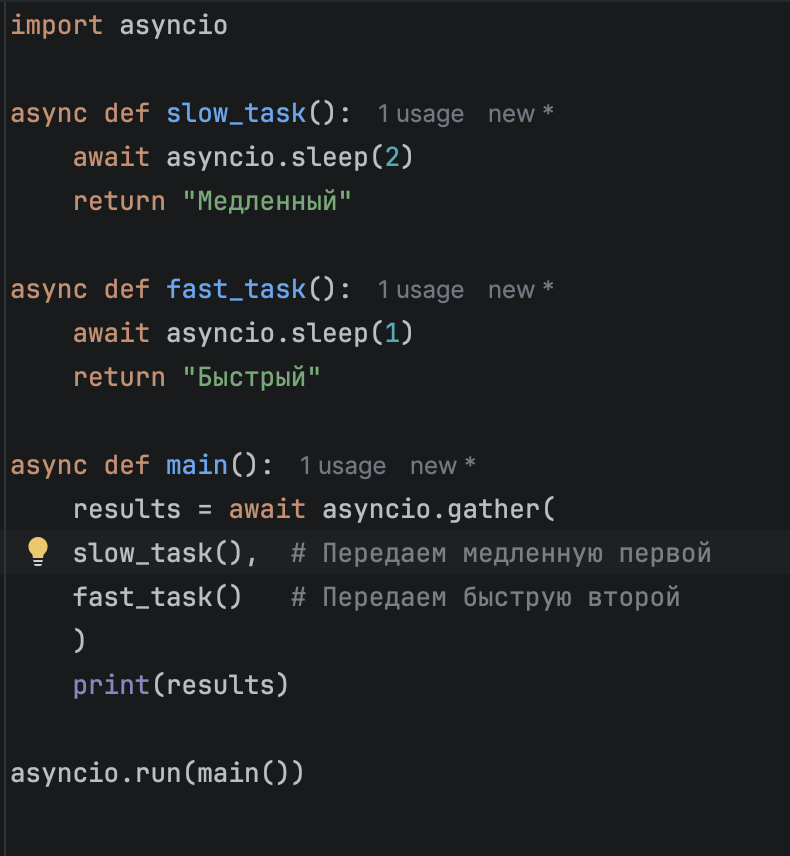 import asyncio
async def slow_task(): 1 usage new *
await asyncio.sleep(2)
return "Медленный"
async def fast_task(): 1 usage new *
await asyncio.sleep(1)
return "Быстрый"
async def main(): 1 usage new *
results = await asyncio.gather(
slow_task(), # Передаем медленную первой
fast_task() # Передаем быструю второй
)
print(results)
asyncio.run(main())